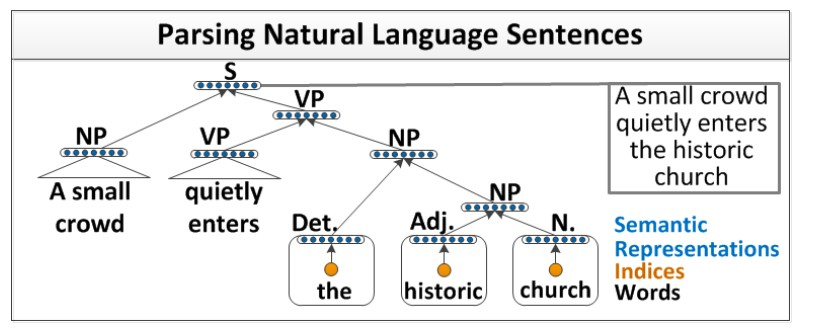 Parsing Natural Language Sentences
S
VP
NP
VP
NP
A small
crowd
quietly
enters
NP
Det.
Adj.
N.
the
historic
church
A small crowd
quietly enters
the historic
church
Semantic
Representations
Indices
Words